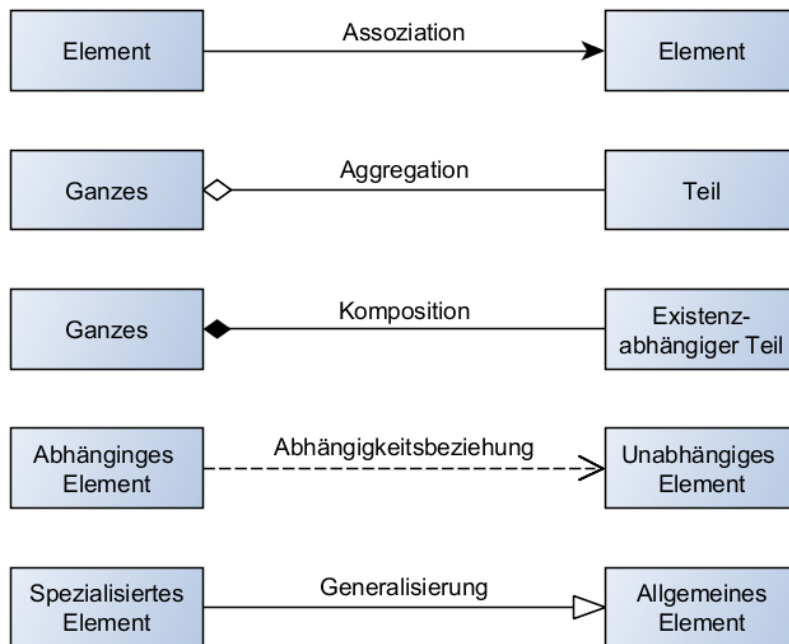 Element
Assoziation
Element
Ganzes
Aggregation
Teil
Ganzes
Komposition
Existenz-
abhängiger Teil
Abhänginges
Element
Abhängigkeitsbeziehung
Unabhängiges
Element
Spezialisiertes
Element
Generalisierung
Allgemeines
Element